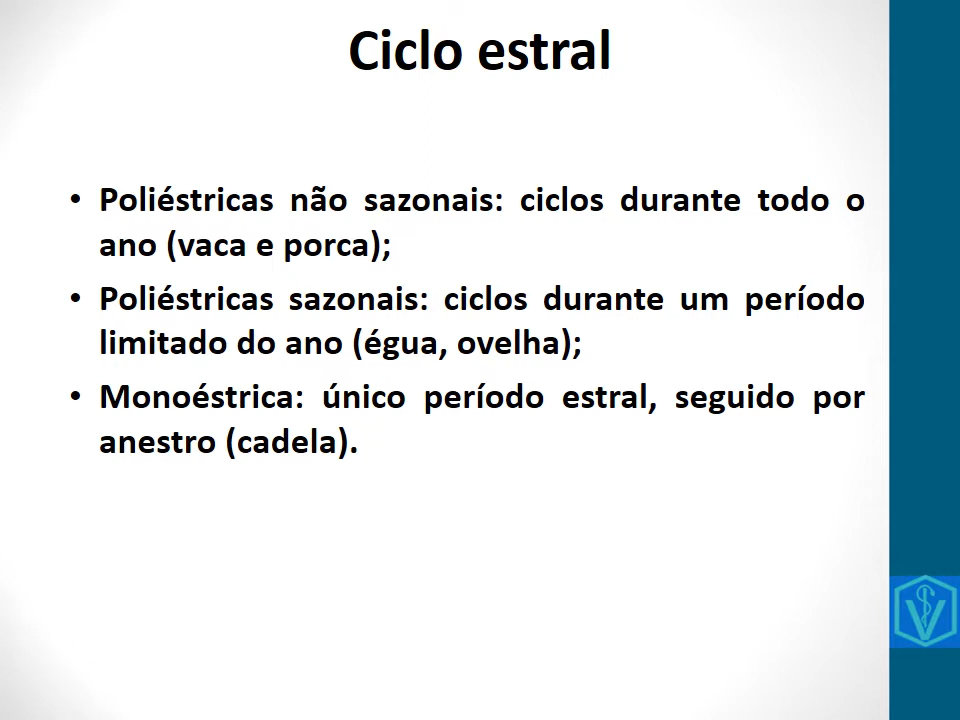 Ciclo estral
• Poliéstricas não sazonais: ciclos durante todo o
ano (vaca e porca);
• Poliéstricas sazonais: ciclos durante um período
limitado do ano (égua, ovelha);
• Monoéstrica: único período estral, seguido por
anestro (cadela).
V